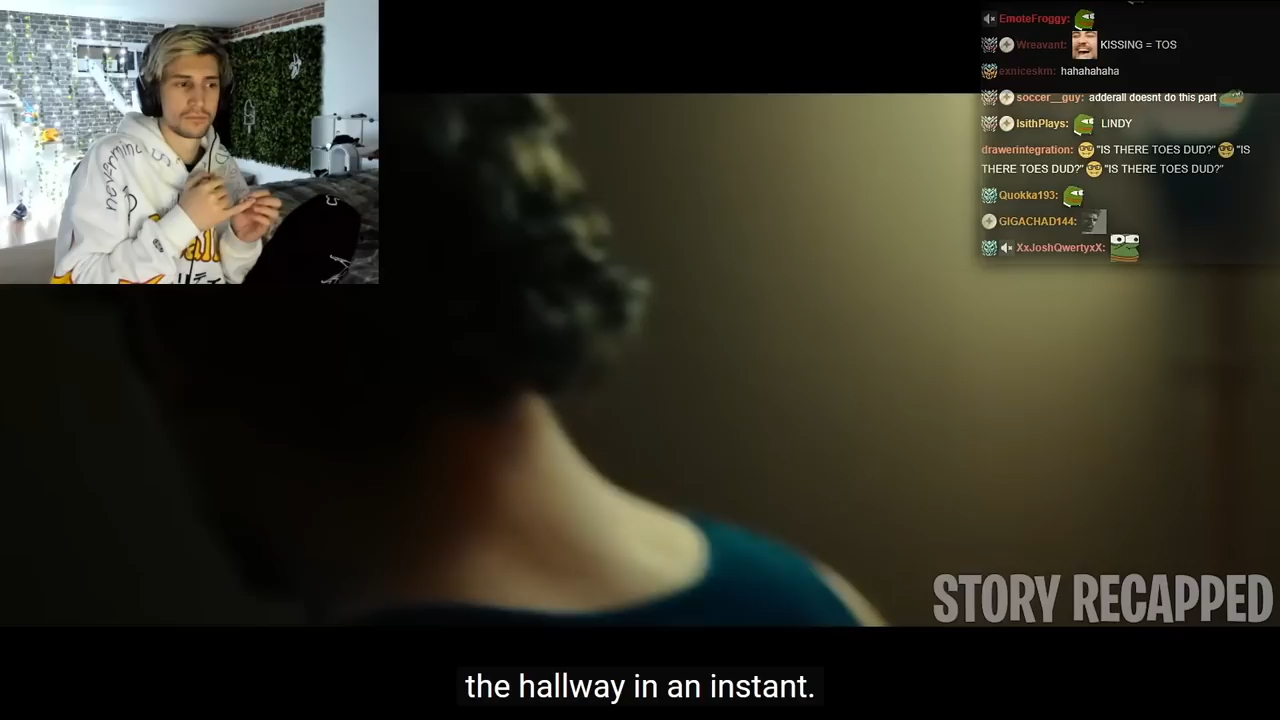 EmoteFroggy:
Wreavant: KISSING = TOS
exniceskm: hahahahaha
soccer__guy: adderall doesnt do this part
IsithPlays: LINDY
drawerintegration: "IS THERE TOES DUD?" "IS
THERE TOES DUD?" "IS THERE TOES DUD?"
Quokka193:
GIGACHAD144:
XxJoshQwertyxX:
STORY RECAPPED
the hallway in an instant.